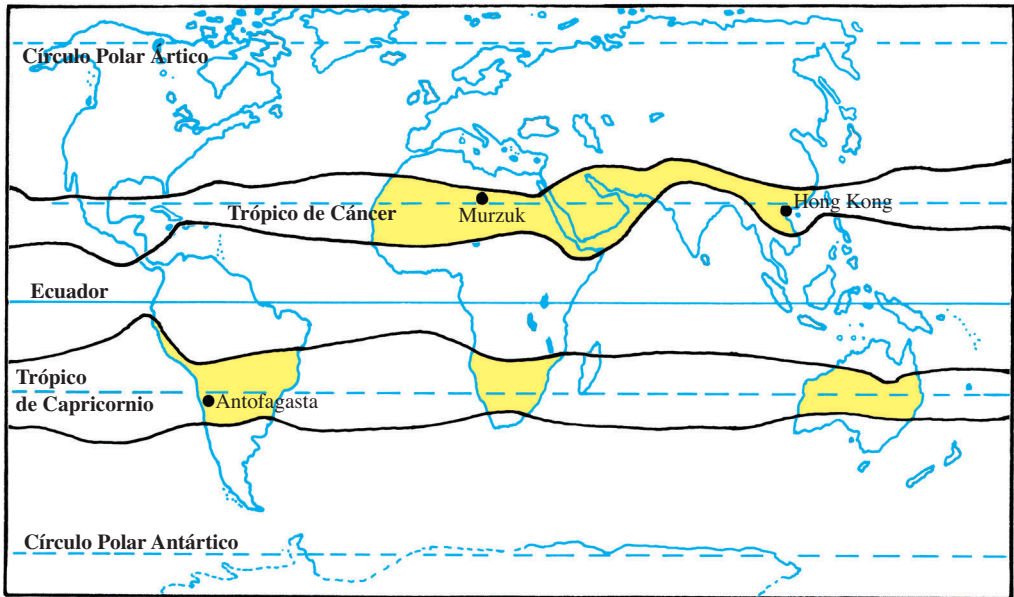 Círculo Polar Ártico
Trópico de Cáncer
Murzuk
Hong Kong
Ecuador
Trópico
de Capricornio
Antofagasta
Círculo Polar Antártico